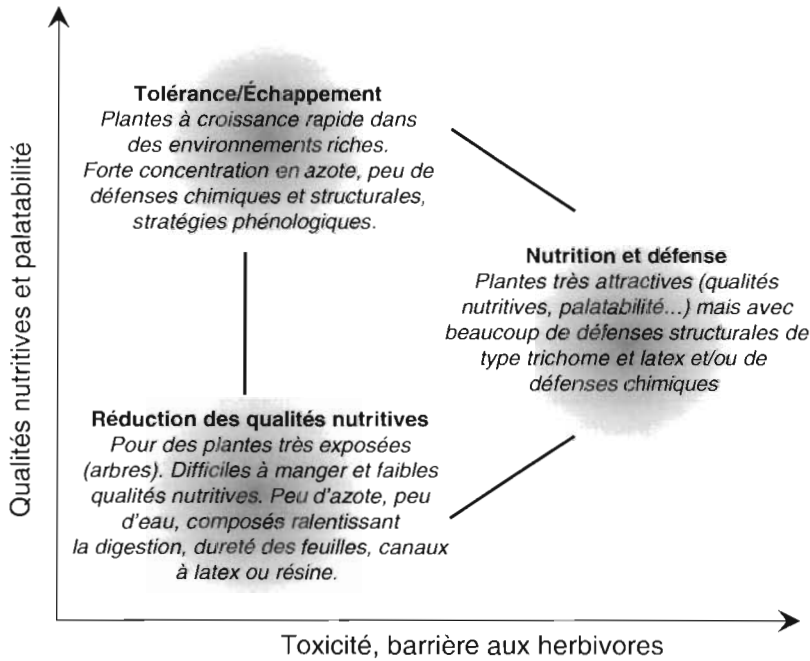 Qualités nutritives et palatabilité
Tolérance/Échappement
Plantes à croissance rapide dans
des environnements riches.
Forte concentration en azote, peu de
défenses chimiques et structurales,
stratégies phénologiques.
Nutrition et défense
Plantes très attractives (qualités
nutritives, palatabilité...) mais avec
beaucoup de défenses structurales de
type trichome et latex et/ou de
défenses chimiques
Réduction des qualités nutritives
Pour des plantes très exposées
(arbres). Difficiles à manger et faibles
qualités nutritives. Peu d'azote, peu
d'eau, composés ralentissant
la digestion, dureté des feuilles, canaux
à latex ou résine.
Toxicité, barrière aux herbivores